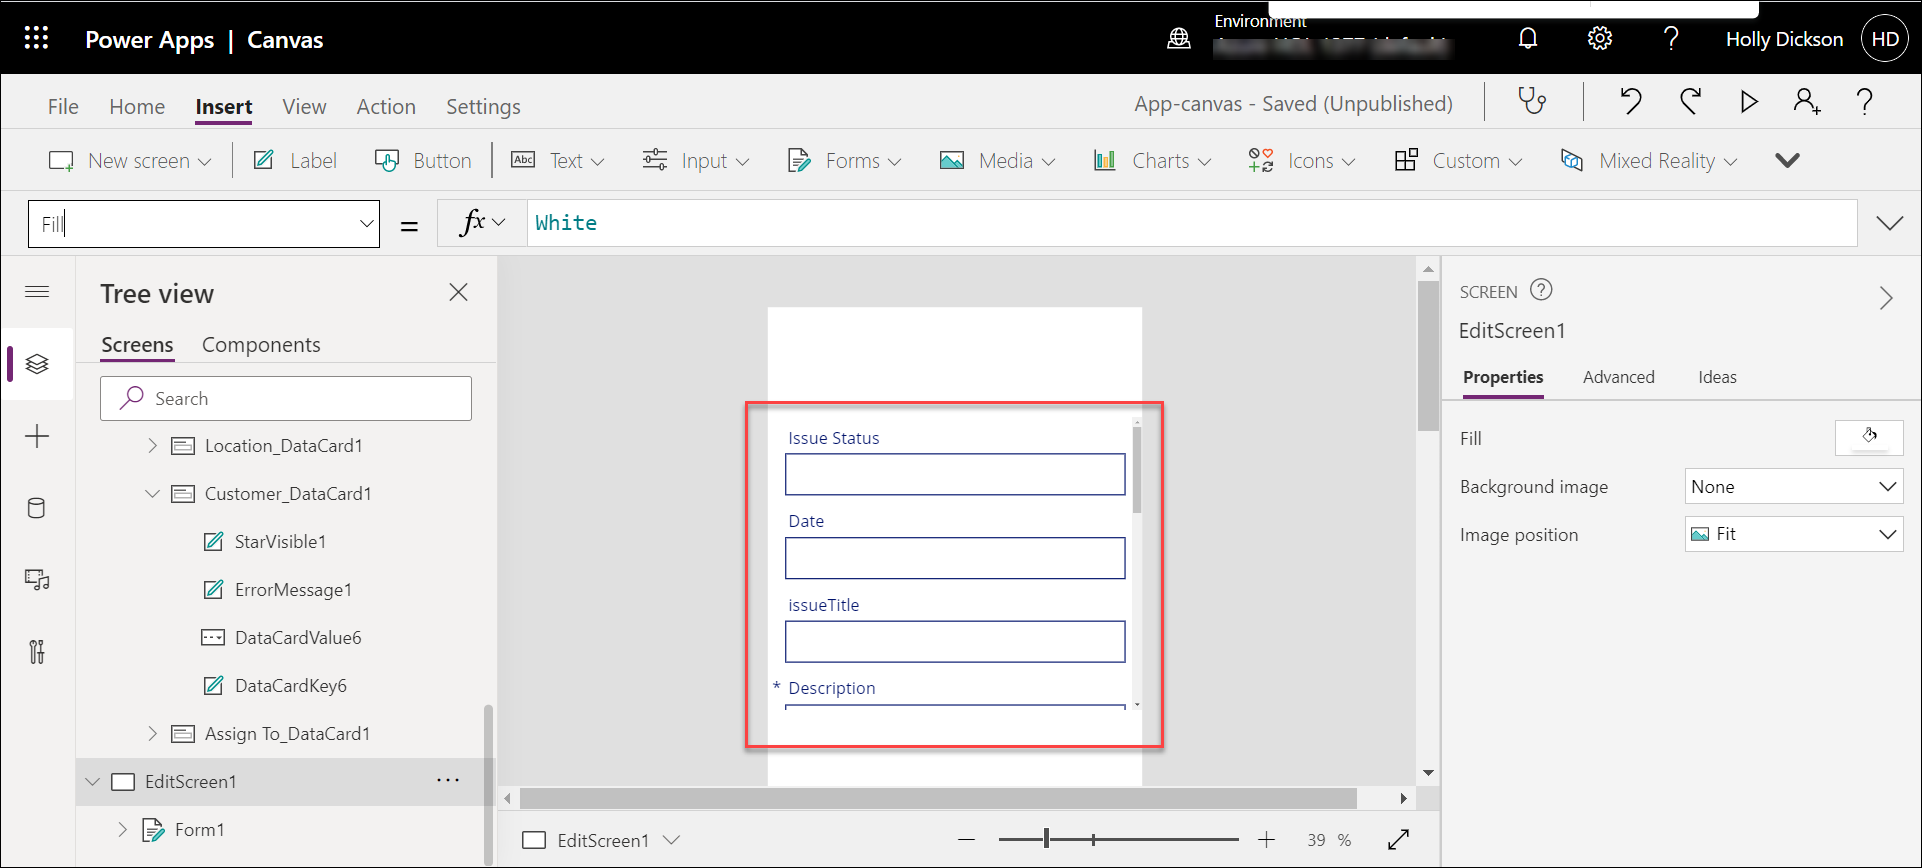 Power Apps | Canvas
Environment
Holly Dickson
HD
File Home Insert View Action Settings
App-canvas - Saved (Unpublished)
New screen Label Button Text Input Forms Media Charts Icons Custom Mixed Reality
Abc
Fill = fx White
Tree view
Screens Components
Search
Location_DataCard1
Customer_DataCard1
StarVisible1
ErrorMessage1
DataCardValue6
DataCardKey6
Assign To_DataCard1
EditScreen1 ...
Form1
Issue Status
Date
issueTitle
* Description
EditScreen1
39 %
SCREEN
EditScreen1
Properties Advanced Ideas
Fill
Background image None
Image position Fit